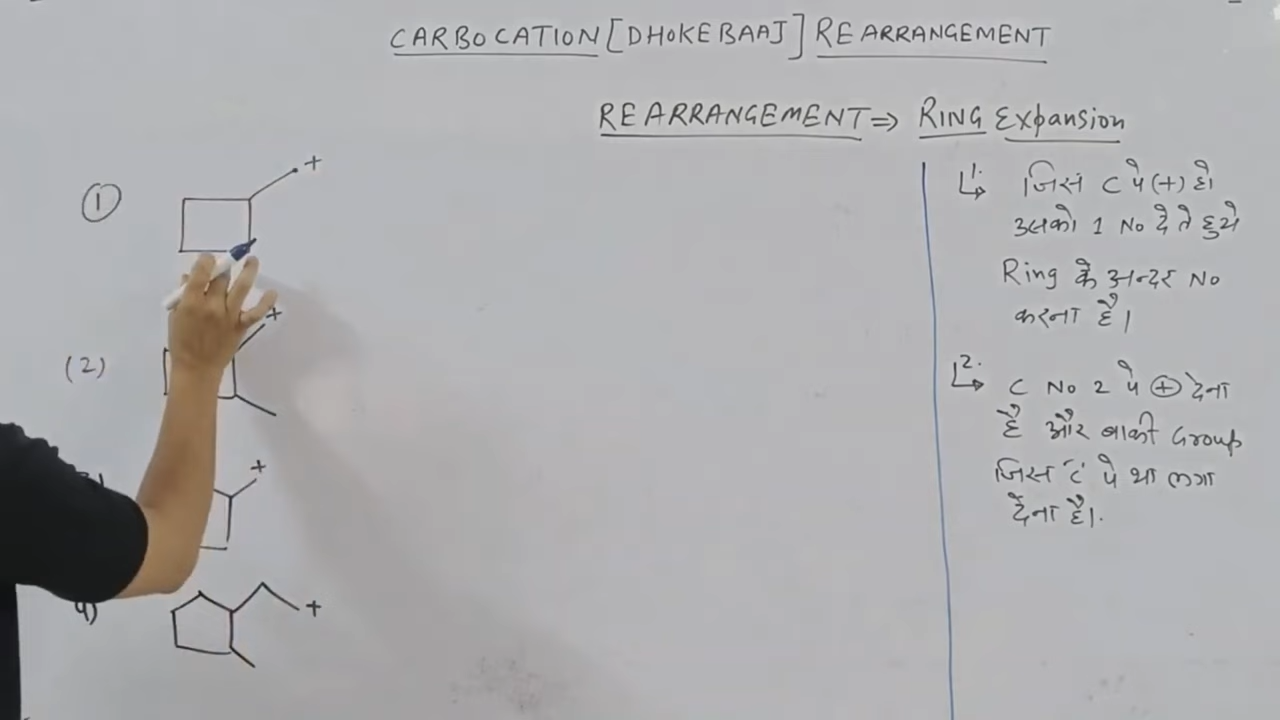 CARBOCATION [DHOKEBAAJ] REARRANGEMENT
REARRANGEMENT ⇒ RING Expansion
①
+
(2)
+
+
4)
+
1. जिस C पे (+) हो
उसको 1 No देते हुये
Ring के अन्दर No
करना है।
2. C No 2 पे ⊕ देना
है और बाकी Group
जिस 'C' पे था लगा
देना है।